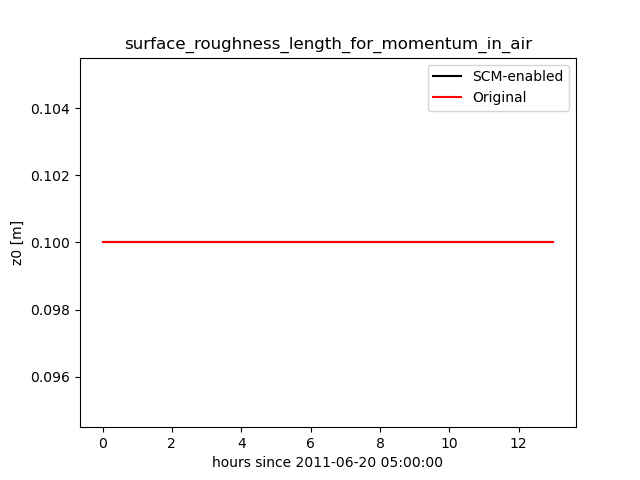 surface_roughness_length_for_momentum_in_air
SCM-enabled
Original
0.104
0.102
0.100
0.098
0.096
z0 [m]
0 2 4 6 8 10 12
hours since 2011-06-20 05:00:00